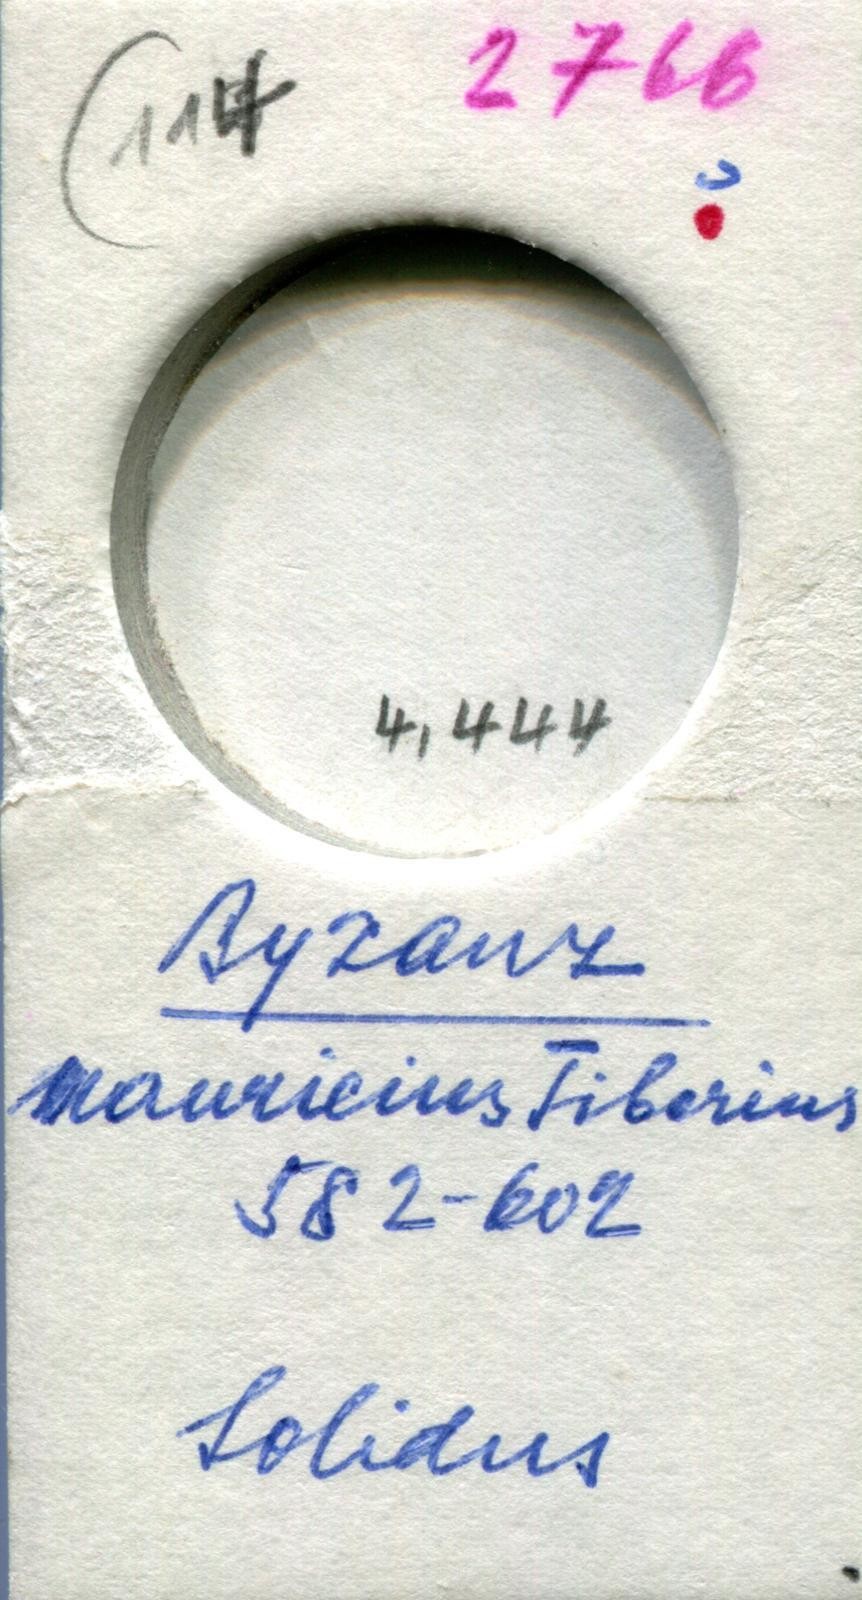 2766
(114
4,444
Byzanz
Mauricius Tiberius
582-602
Solidus